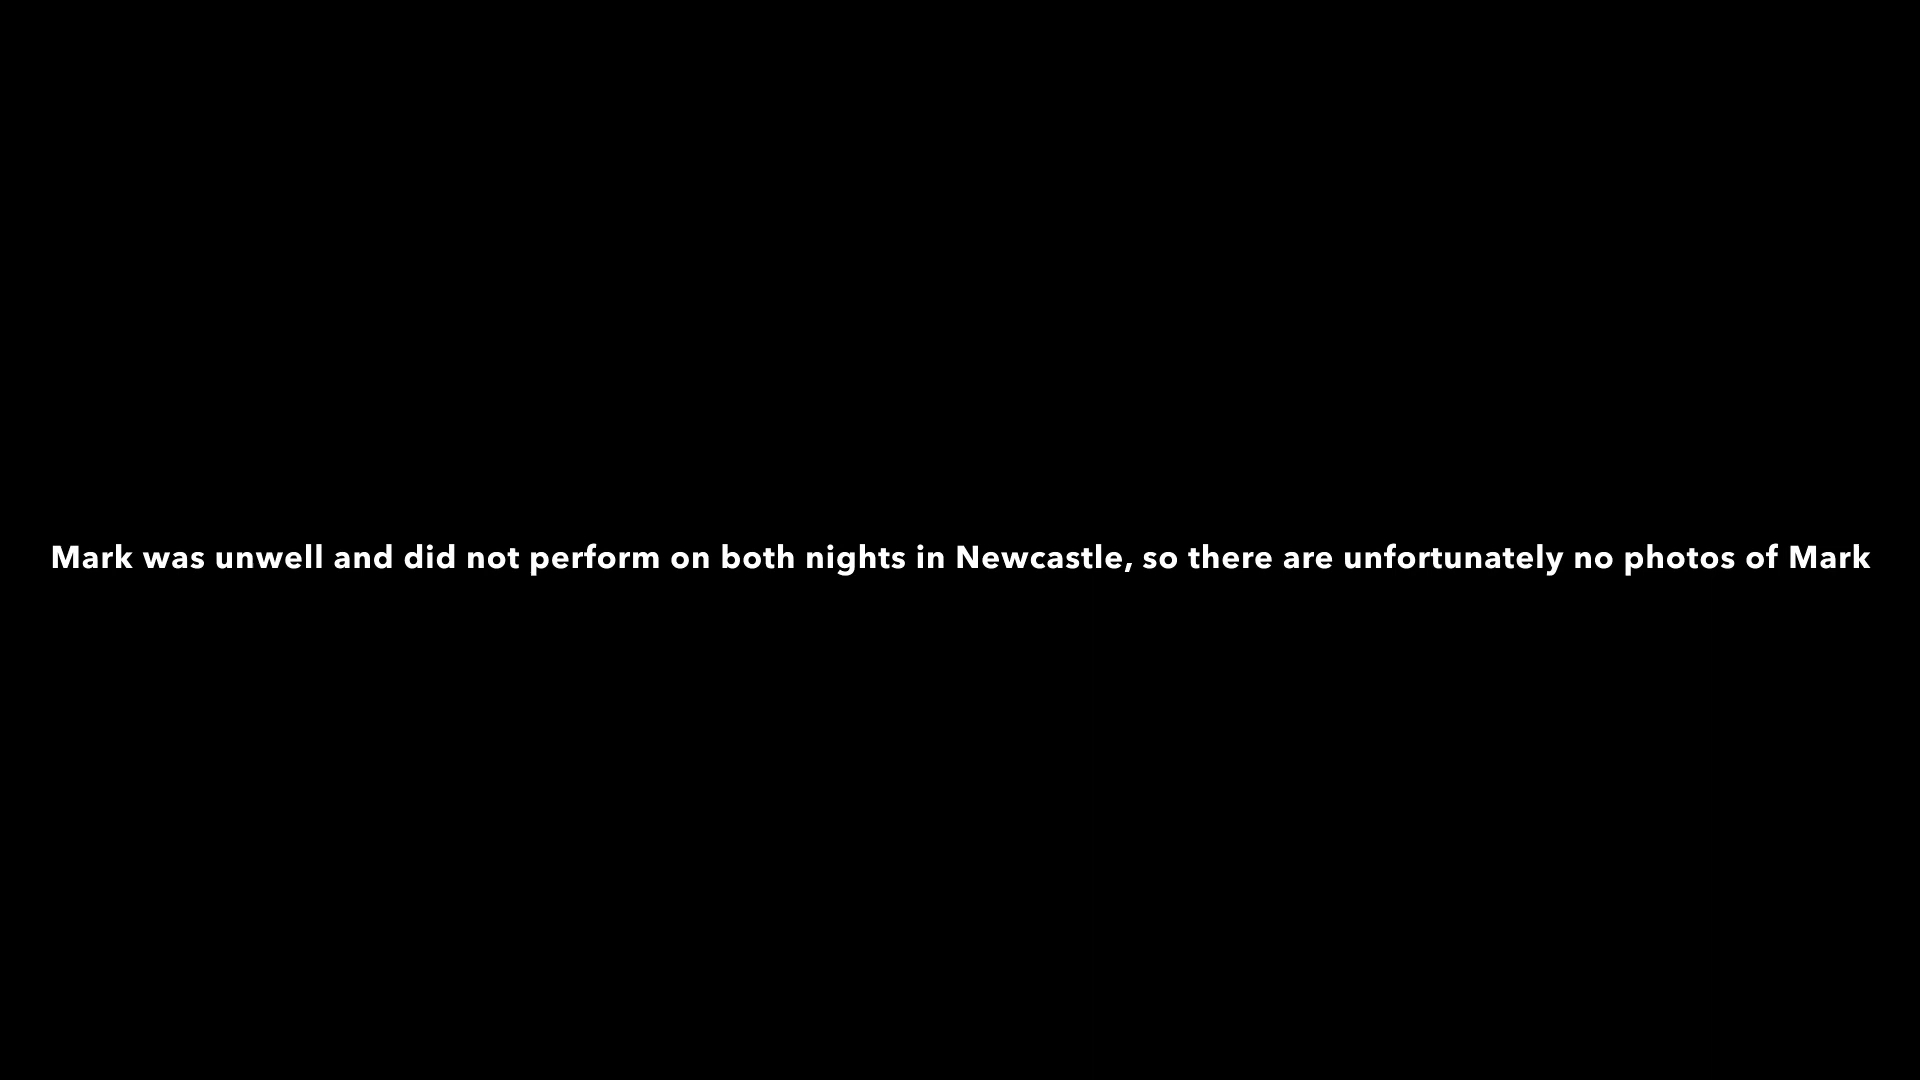 Mark was unwell and did not perform on both nights in Newcastle, so there are unfortunately no photos of Mark